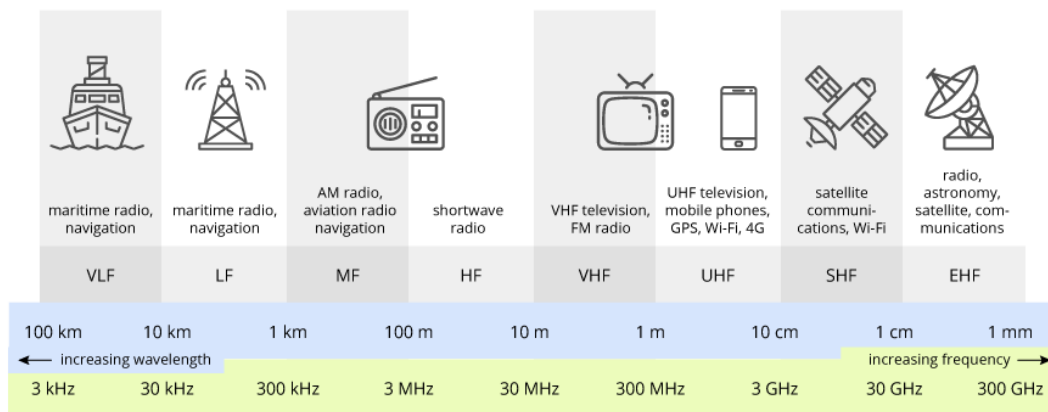 maritime radio,
navigation
maritime radio,
navigation
AM radio,
aviation radio
navigation
shortwave
radio
VHF television,
FM radio
UHF television,
mobile phones,
GPS, Wi-Fi, 4G
satellite
communi-
cations, Wi-Fi
radio,
astronomy,
satellite, com-
munications
VLF LF MF HF VHF UHF SHF EHF
100 km 10 km 1 km 100 m 10 m 1 m 10 cm 1 cm 1 mm
increasing wavelength increasing frequency
3 kHz 30 kHz 300 kHz 3 MHz 30 MHz 300 MHz 3 GHz 30 GHz 300 GHz